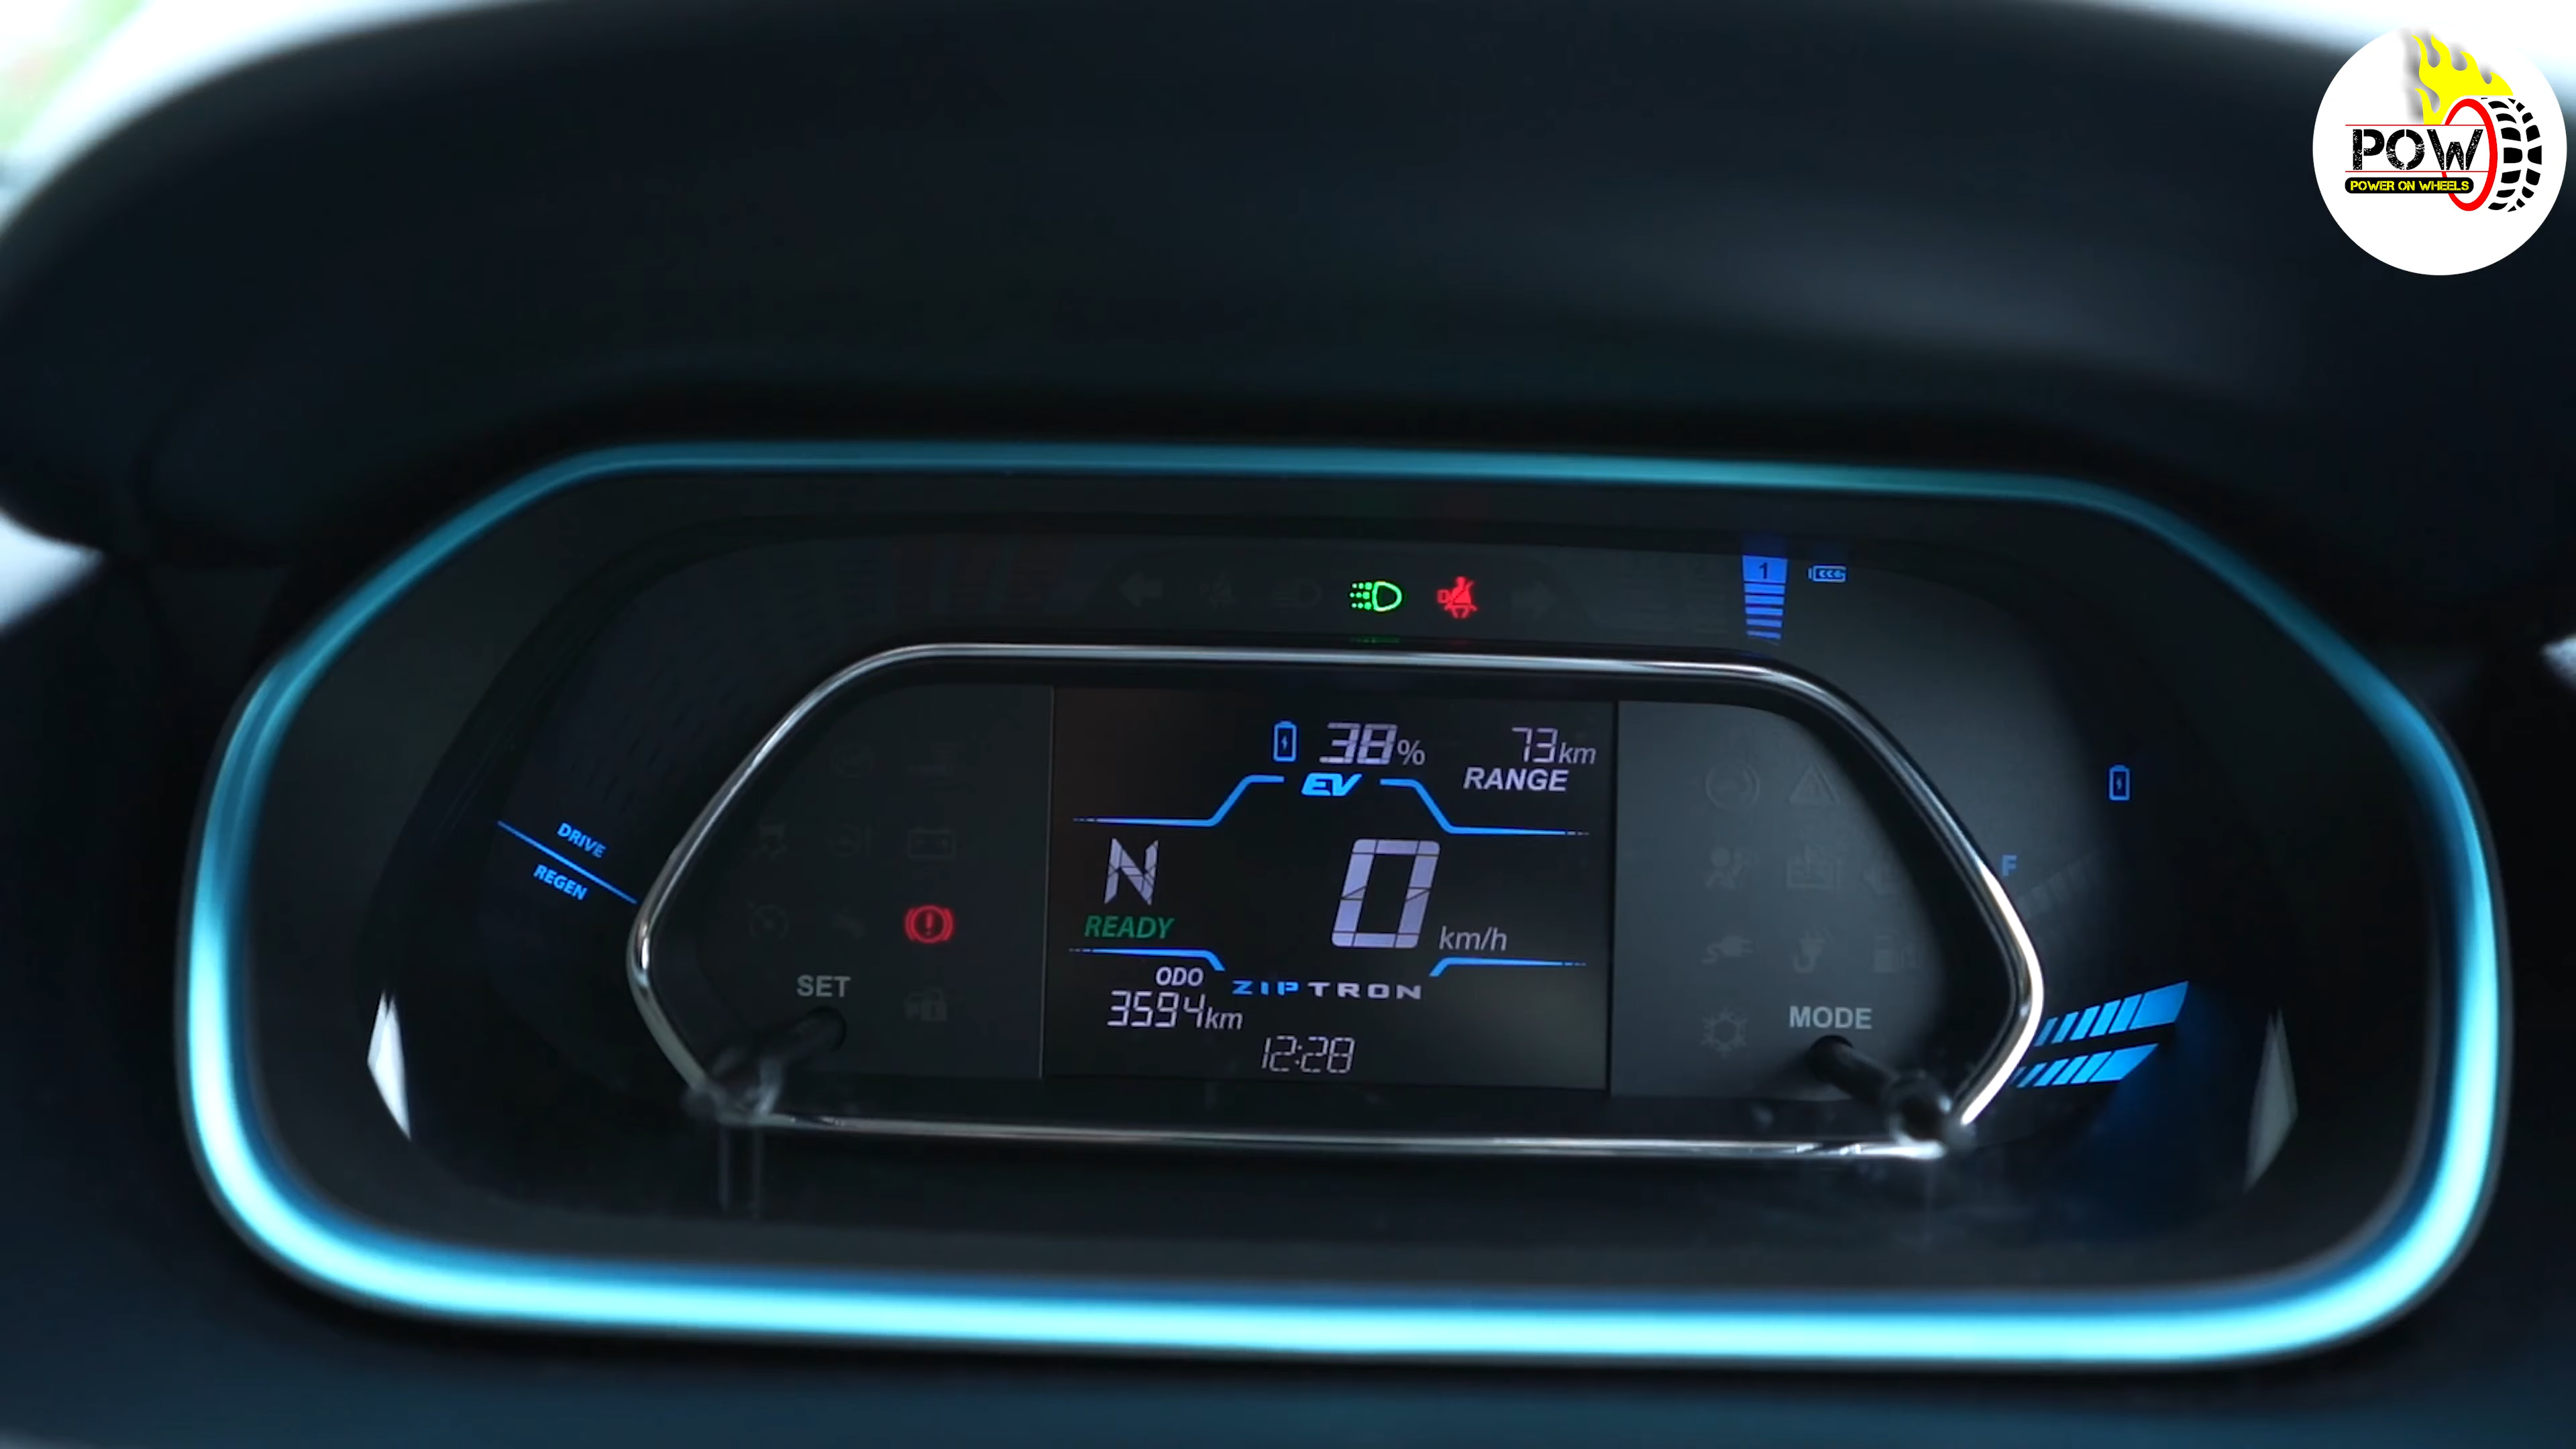 POW
POWER ON WHEELS
1
38%
73km
RANGE
EV
DRIVE
REGEN
N
READY
0 km/h
F
SET
ODO
3594km
ZIPTRON
MODE
12:28